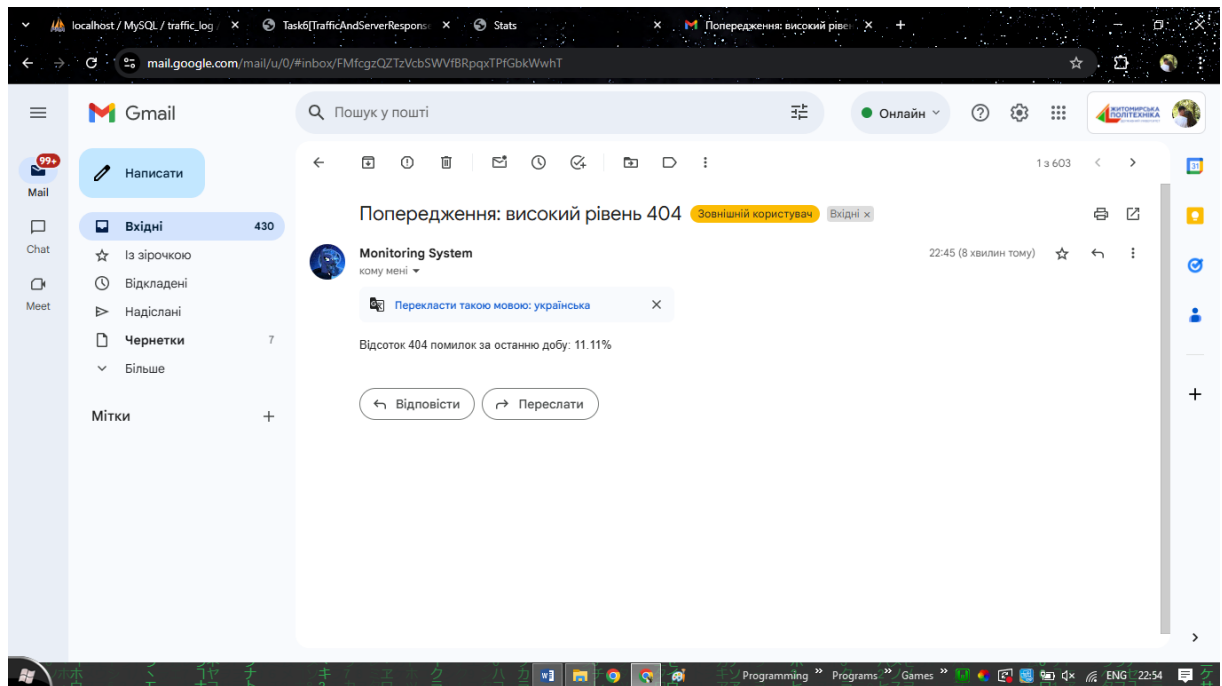 localhost / MySQL / traffic_log /
Task6[TrafficAndServerRespons
Stats
Попередження: високий ріве
mail.google.com/mail/u/0/#inbox/FMfcgzQZTzVcbSWVfBRpqxTPfGbkWwhT
Gmail
Пошук у пошті
Онлайн
ЖИТОМИРСЬКА
ПОЛІТЕХНІКА
99+
Mail
Chat
Meet
Написати
Вхідні 430
Із зірочкою
Відкладені
Надіслані
Чернетки 7
Більше
Мітки
1 з 603
31
Попередження: високий рівень 404 Зовнішній користувач Вхідні ×
Monitoring System 22:45 (8 хвилин тому)
кому мені
Перекласти такою мовою: українська
Відсоток 404 помилок за останню добу: 11.11%
Відповісти
Переслати
Programming » Programs » Games » ENG 22:54